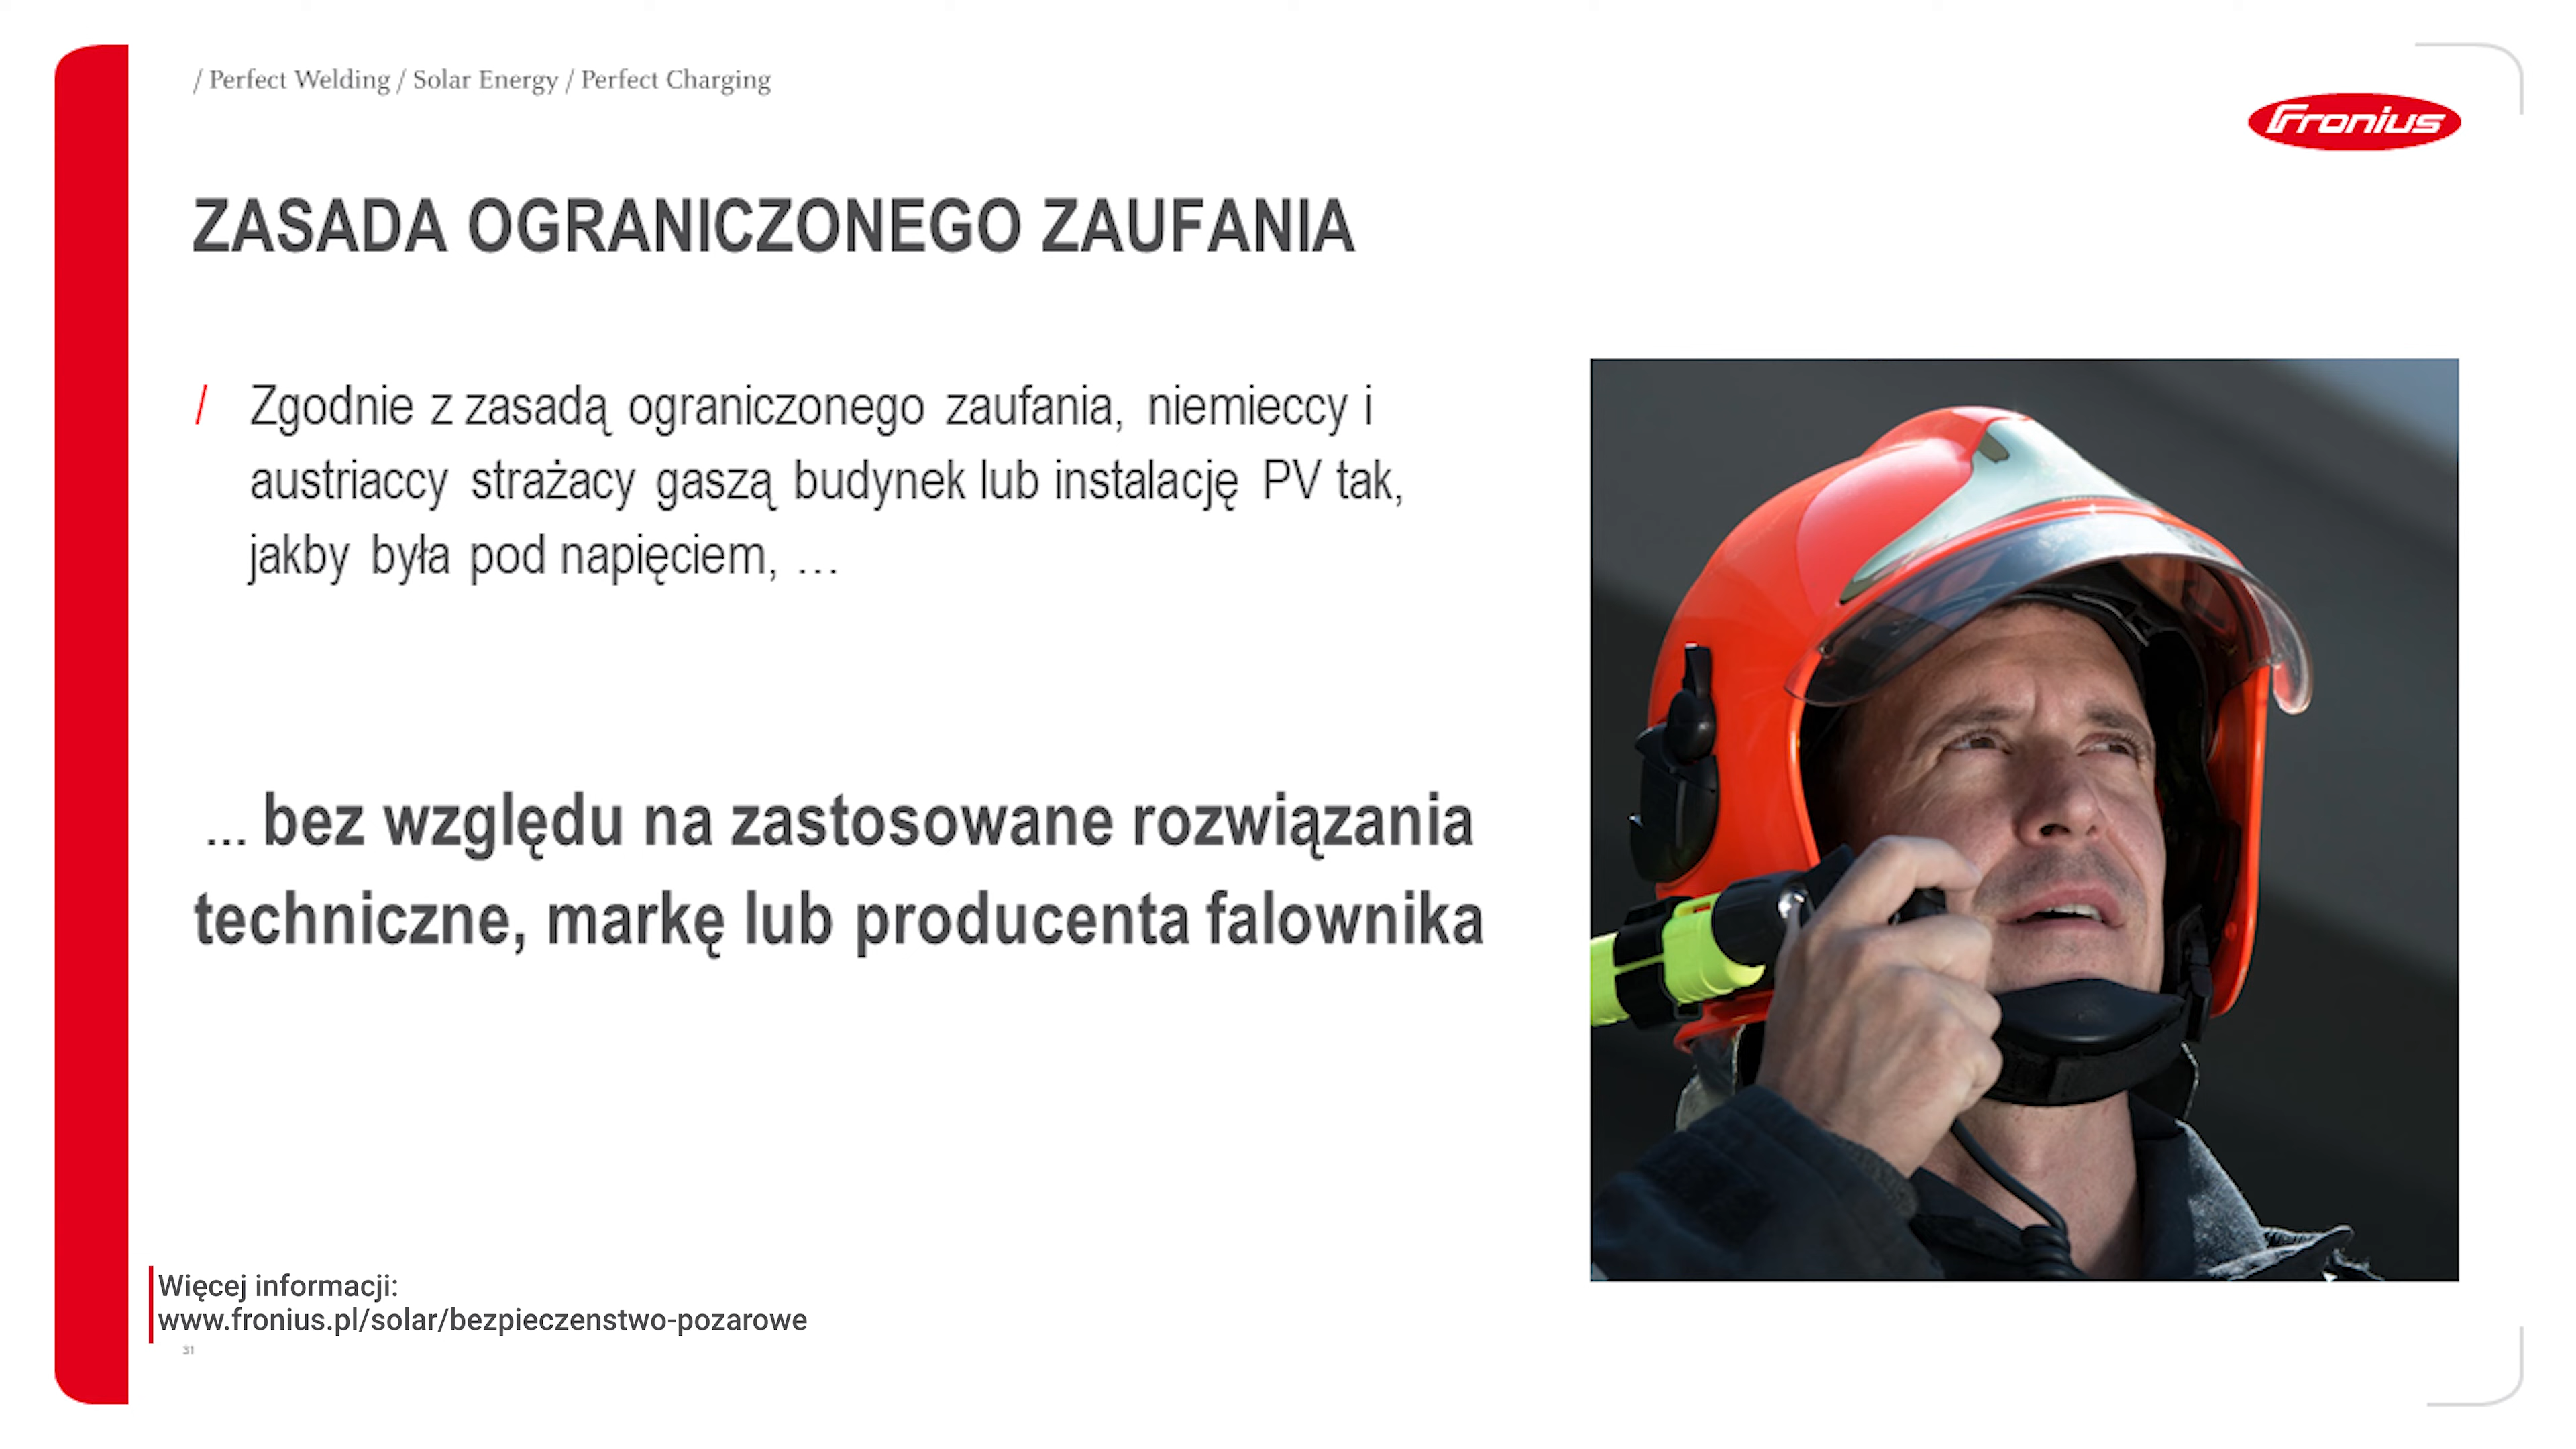 / Perfect Welding / Solar Energy / Perfect Charging
Fronius
ZASADA OGRANICZONEGO ZAUFANIA
/ Zgodnie z zasadą ograniczonego zaufania, niemieccy i
austriaccy strażacy gaszą budynek lub instalację PV tak,
jakby była pod napięciem, ...
... bez względu na zastosowane rozwiązania
techniczne, markę lub producenta falownika
Więcej informacji:
www.fronius.pl/solar/bezpieczenstwo-pozarowe
31